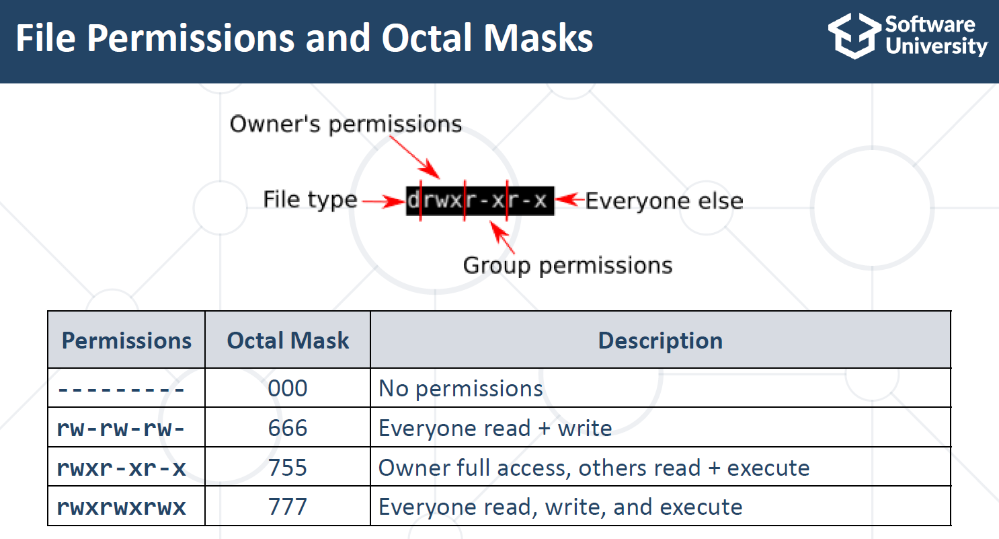 File Permissions and Octal Masks
Software
University
Owner's permissions
File type
drwxr-xr-x
Everyone else
Group permissions
Permissions Octal Mask Description
--------- 000 No permissions
rw-rw-rw- 666 Everyone read + write
rwxr-xr-x 755 Owner full access, others read + execute
rwxrwxrwx 777 Everyone read, write, and execute